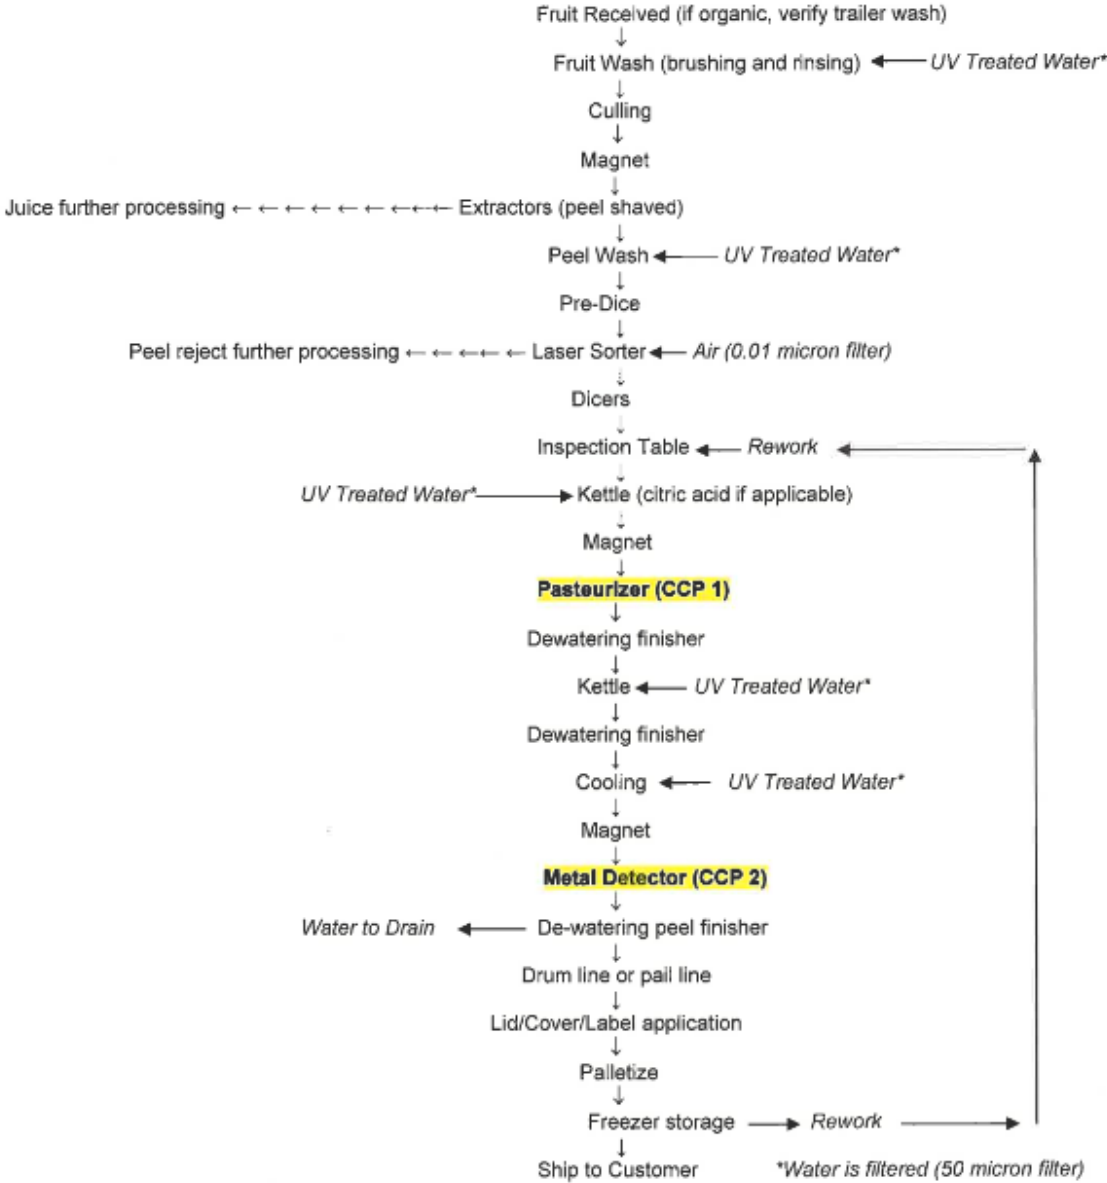 Fruit Received (if organic, verify trailer wash)
Fruit Wash (brushing and rinsing) UV Treated Water*
Culling
Magnet
Juice further processing Extractors (peel shaved)
Peel Wash UV Treated Water*
Pre-Dice
Peel reject further processing Laser Sorter Air (0.01 micron filter)
Dicers
Inspection Table Rework
UV Treated Water* Kettle (citric acid if applicable)
Magnet
Pasteurizer (CCP 1)
Dewatering finisher
Kettle UV Treated Water*
Dewatering finisher
Cooling UV Treated Water*
Magnet
Metal Detector (CCP 2)
Water to Drain De-watering peel finisher
Drum line or pail line
Lid/Cover/Label application
Palletize
Freezer storage Rework
Ship to Customer *Water is filtered (50 micron filter)